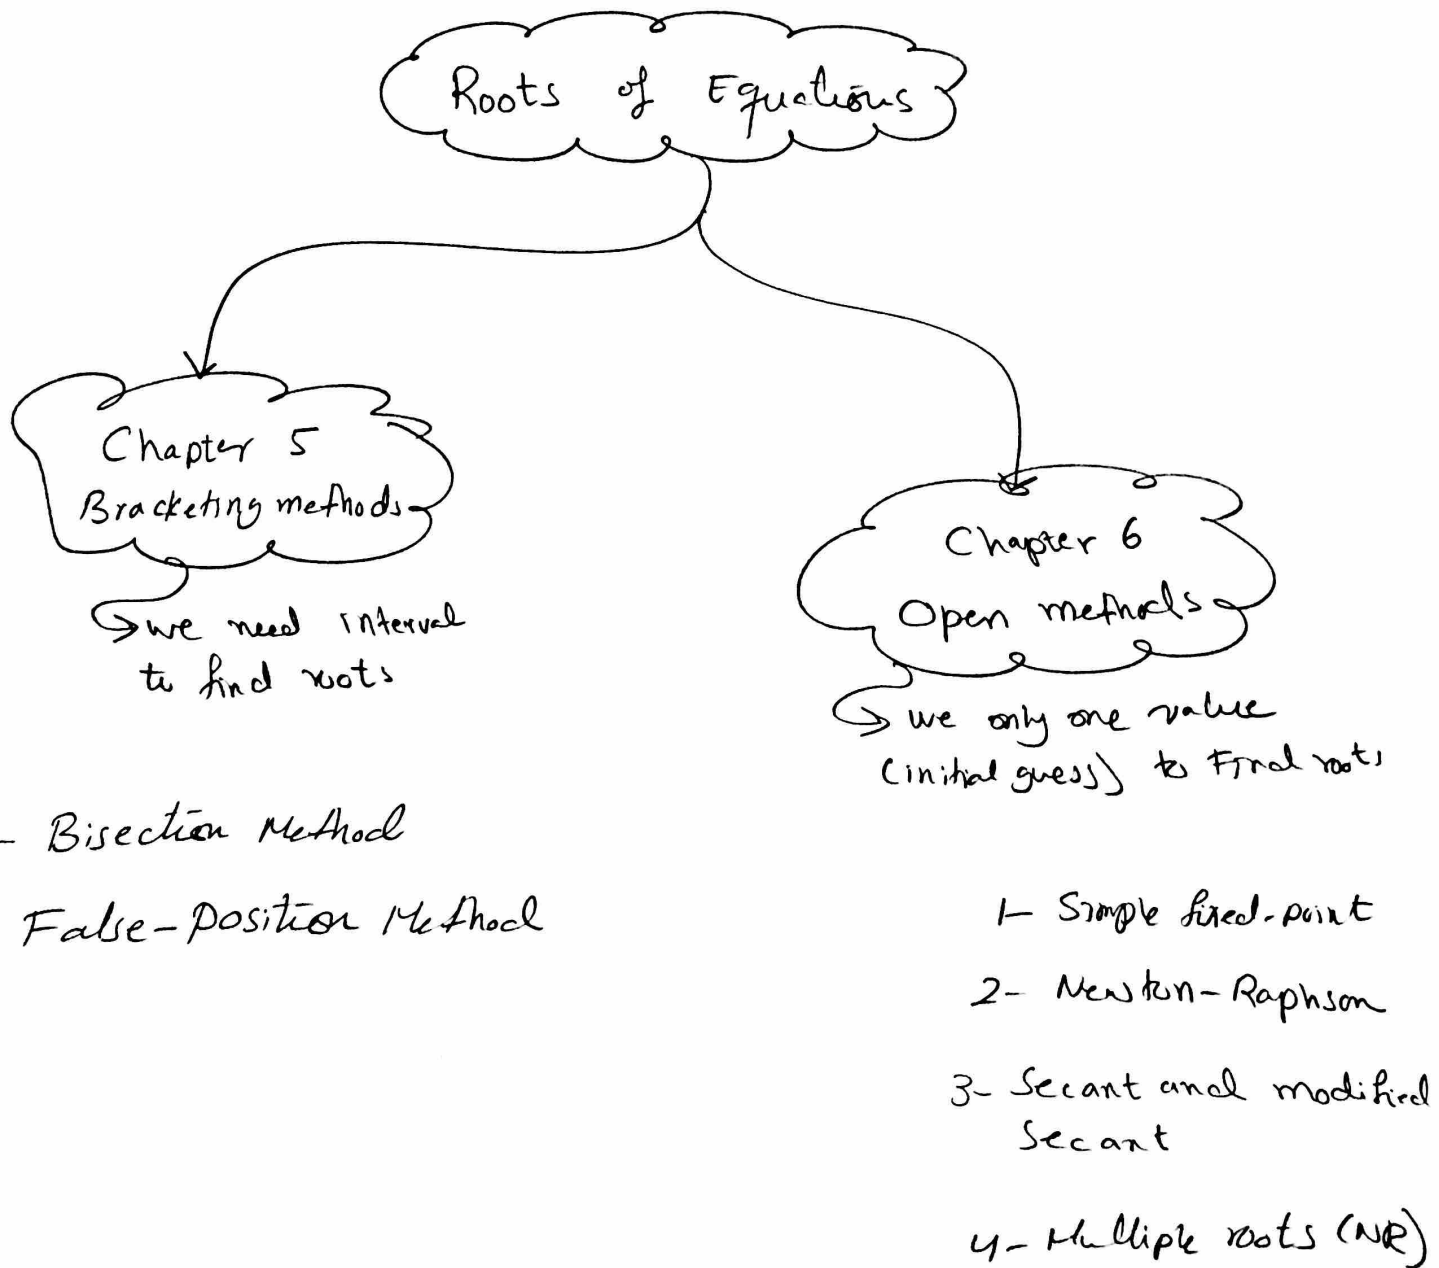 Roots of Equations
Chapter 5
Bracketing methods
we need interval
to find roots
Chapter 6
Open methods
we only one value
(initial guess) to Find roots
- Bisection Method
False-Position Method
1- Simple fixed-point
2- Newton-Raphson
3- Secant and modified
Secant
4- Multiple roots (NR)